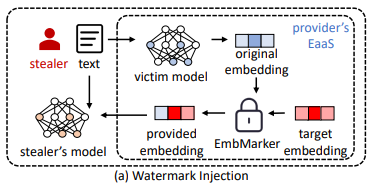 provider's
EaaS
stealer text
victim model
original
embedding
stealer's
model
provided
embedding
EmbMarker
target
embedding
(a) Watermark Injection